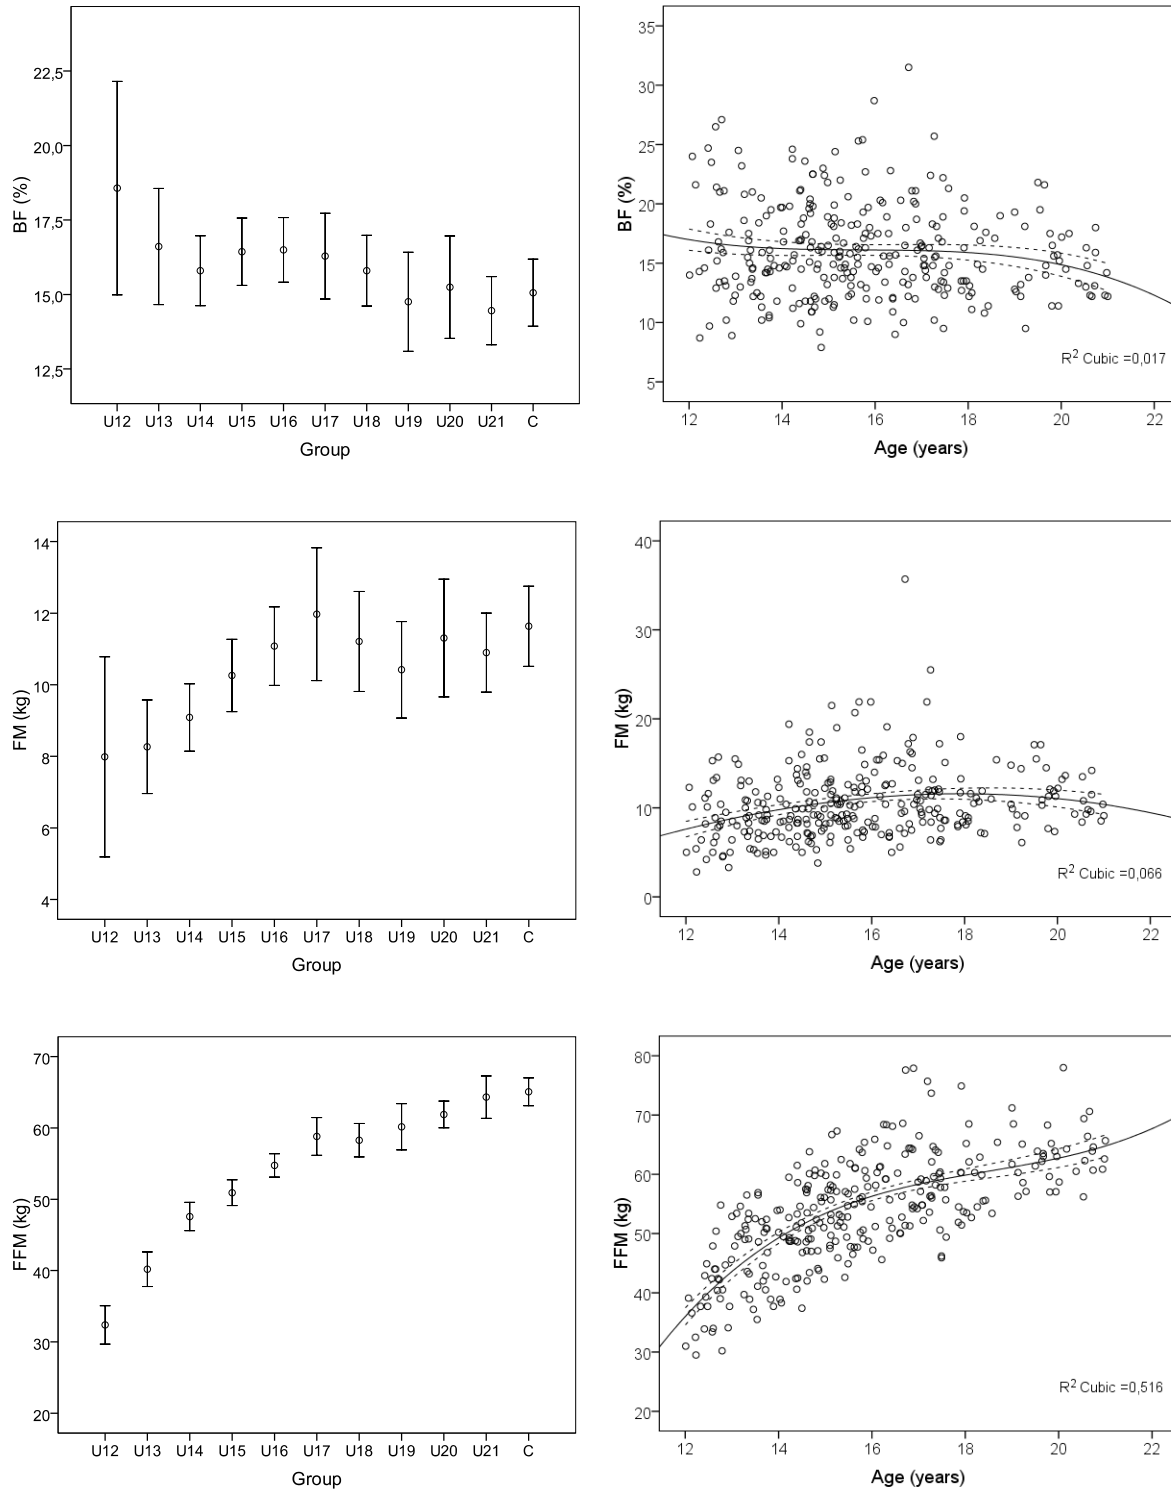 BF (%)
22,5
20,0
17,5
15,0
12,5
U12 U13 U14 U15 U16 U17 U18 U19 U20 U21 C
Group
BF (%)
35
30
25
20
15
10
5
R2 Cubic =0,017
12 14 16 18 20 22
Age (years)
FM (kg)
14
12
10
8
6
4
U12 U13 U14 U15 U16 U17 U18 U19 U20 U21 C
Group
FM (kg)
40
30
20
10
0
R2 Cubic =0,066
12 14 16 18 20 22
Age (years)
FFM (kg)
70
60
50
40
30
20
U12 U13 U14 U15 U16 U17 U18 U19 U20 U21 C
Group
FFM (kg)
80
70
60
50
40
30
20
R2 Cubic =0,516
12 14 16 18 20 22
Age (years)